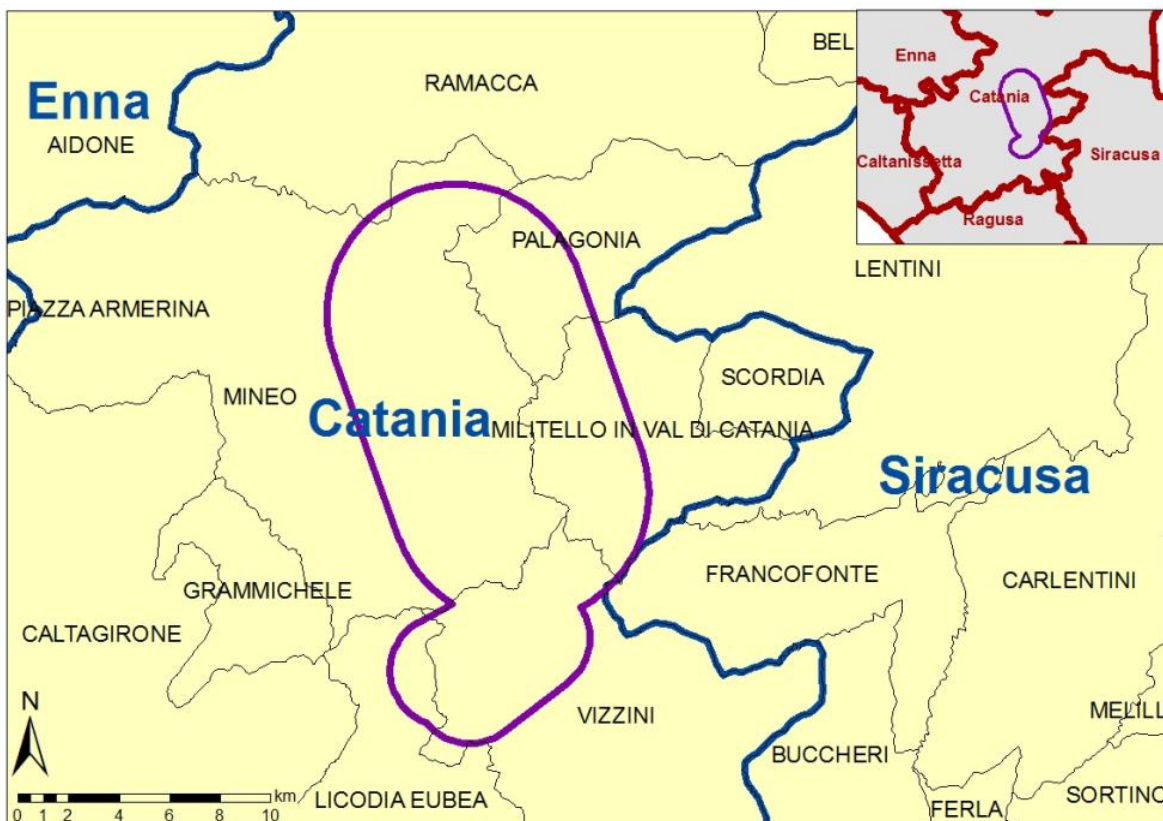 BEL
RAMACCA
Enna
AIDONE
PALAGONIA
LENTINI
PIAZZA ARMERINA
SCORDIA
MINEO
Catania
MILITELLO IN VAL DI CATANIA
Siracusa
FRANCOFONTE
CARLENTINI
GRAMMICHELE
CALTAGIRONE
N
VIZZINI
MELILL
BUCCHERI
km
LICODIA EUBEA
SORTINO
FERLA
0 1 2 4 6 8 10
Enna
Catania
Caltanissetta
Siracusa
Ragusa